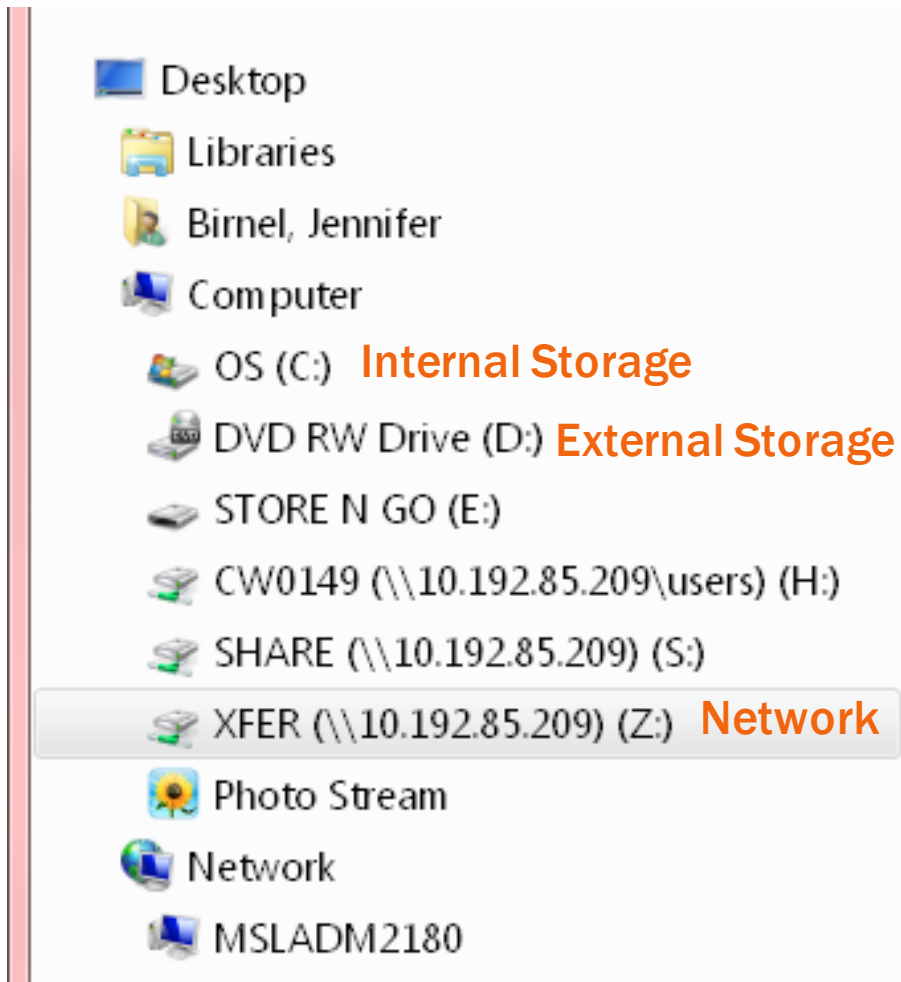 Desktop
Libraries
Birnel, Jennifer
Computer
OS (C:) Internal Storage
DVD RW Drive (D:) External Storage
STORE N GO (E:)
CW0149 (\\10.192.85.209\users) (H:)
SHARE (\\10.192.85.209) (S:)
XFER (\\10.192.85.209) (Z:) Network
Photo Stream
Network
MSLADM2180